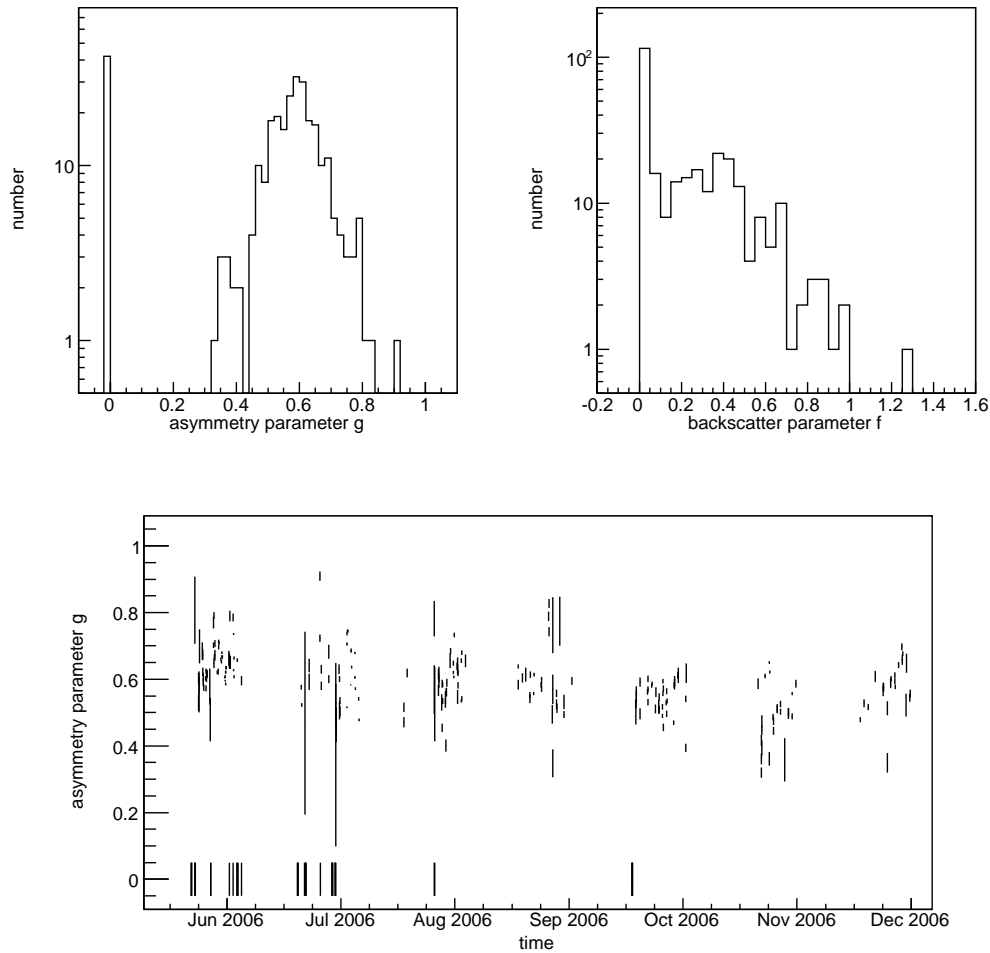 number
10
1
0 0.2 0.4 0.6 0.8 1
asymmetry parameter g
number
10²
10
1
-0.2 0 0.2 0.4 0.6 0.8 1 1.2 1.4 1.6
backscatter parameter f
asymmetry parameter g
1
0.8
0.6
0.4
0.2
0
Jun 2006 Jul 2006 Aug 2006 Sep 2006 Oct 2006 Nov 2006 Dec 2006
time